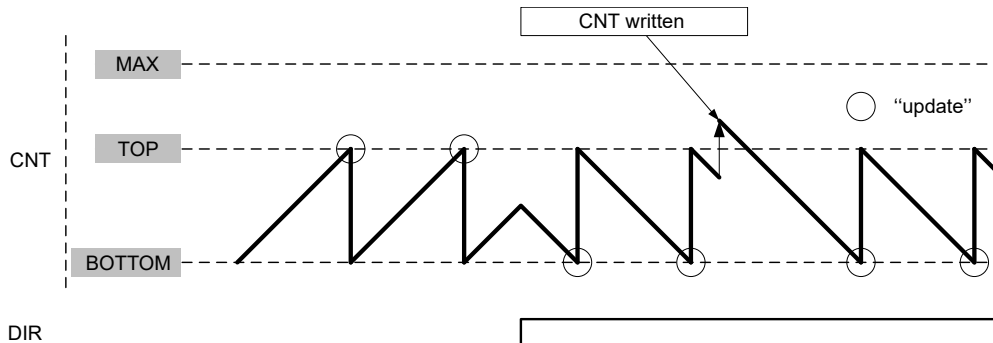 CNT written
MAX
“update”
TOP
CNT
BOTTOM
DIR